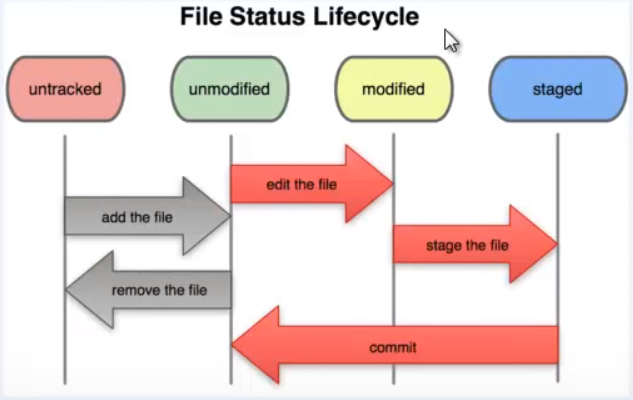 File Status Lifecycle
untracked
unmodified
modified
staged
edit the file
add the file
stage the file
remove the file
commit